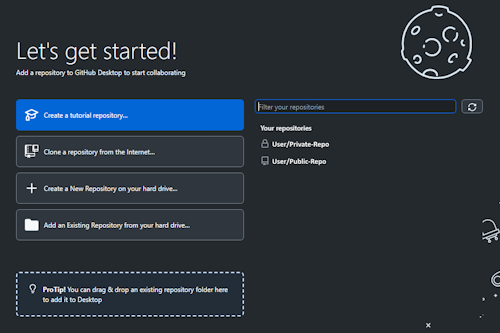 Let's get started!
Add a repository to GitHub Desktop to start collaborating
Create a tutorial repository...
Clone a repository from the Internet...
Create a New Repository on your hard drive...
Add an Existing Repository from your hard drive...
ProTip! You can drag & drop an existing repository folder here
to add it to Desktop
Filter your repositories
Your repositories
User/Private-Repo
User/Public-Repo